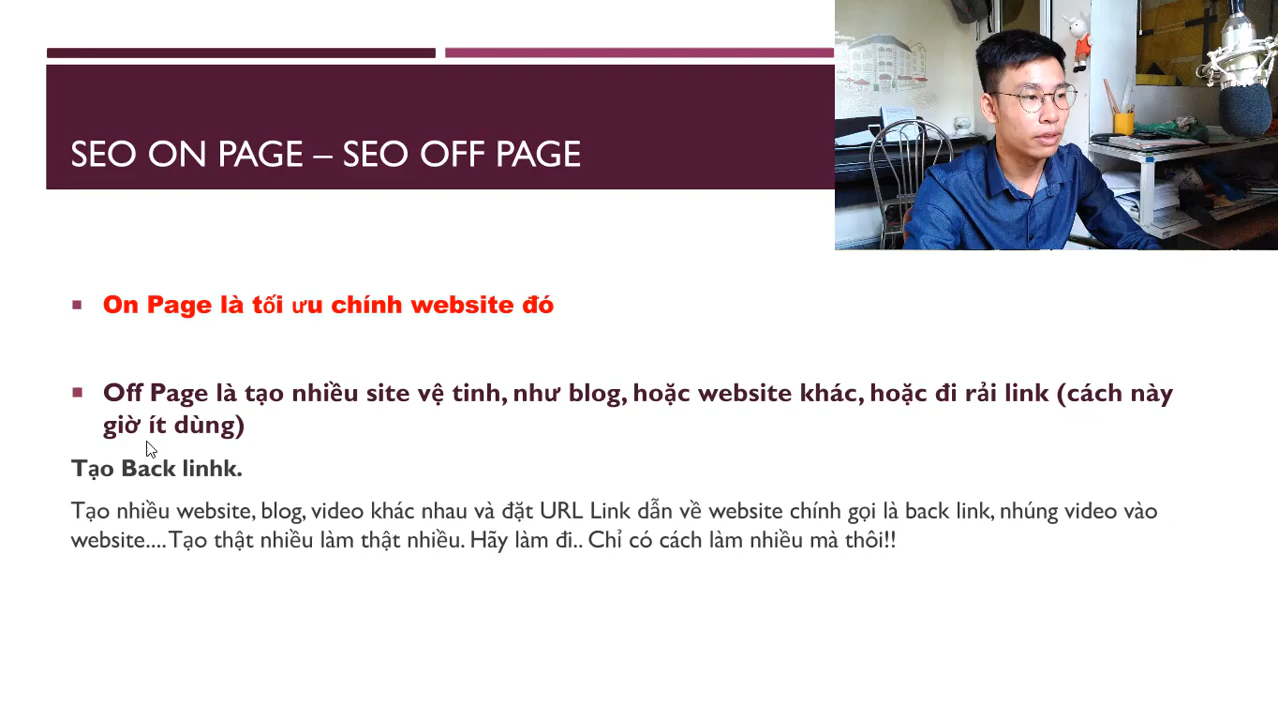 SEO ON PAGE – SEO OFF PAGE
On Page là tối ưu chính website đó
Off Page là tạo nhiều site vệ tinh, như blog, hoặc website khác, hoặc đi rải link (cách này
giờ ít dùng)
Tạo Back linhk.
Tạo nhiều website, blog, video khác nhau và đặt URL Link dẫn về website chính gọi là back link, nhúng video vào
website.... Tạo thật nhiều làm thật nhiều. Hãy làm đi.. Chỉ có cách làm nhiều mà thôi!!